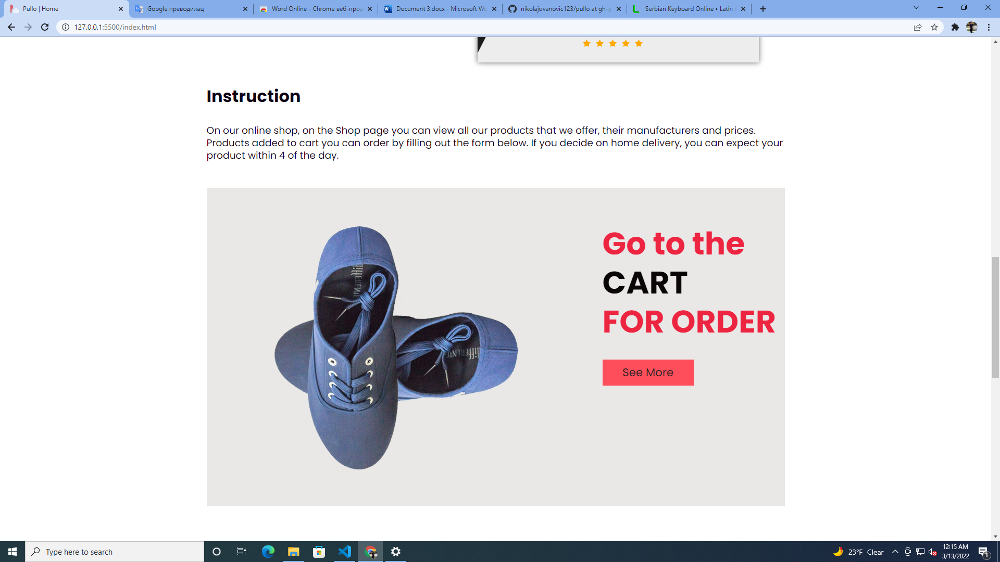 Pullo | Home
Google преводилац
Word Online - Chrome веб-прод
Document 3.docx - Microsoft Wo
nikolajovanovic123/pullo at gh-p
Serbian Keyboard Online • Latin A
127.0.0.1:5500/index.html
Instruction
On our online shop, on the Shop page you can view all our products that we offer, their manufacturers and prices.
Products added to cart you can order by filling out the form below. If you decide on home delivery, you can expect your
product within 4 of the day.
Go to the
CART
FOR ORDER
See More
Type here to search
23°F Clear
12:15 AM
3/13/2022
1